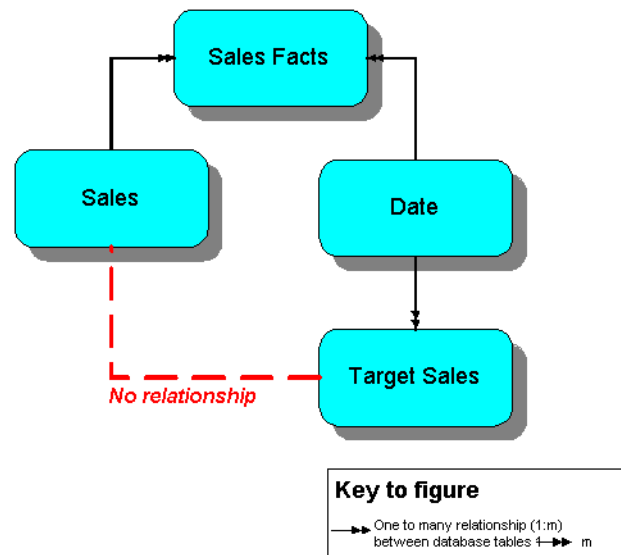 Sales Facts
Sales
Date
Target Sales
No relationship
Key to figure
One to many relationship (1:m)
between database tables 1 m